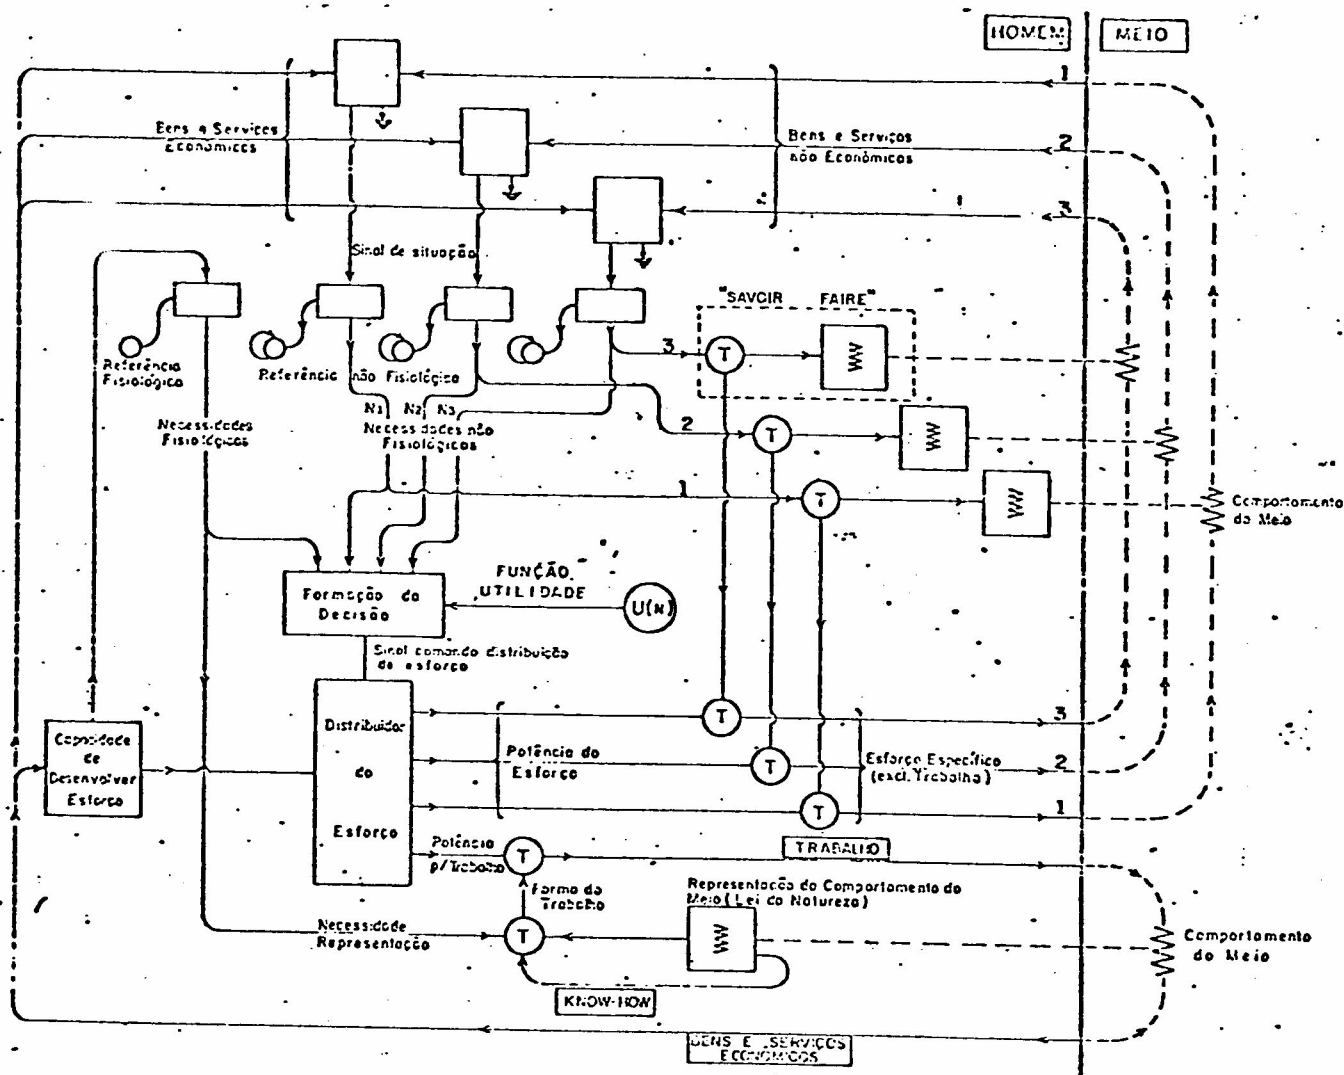 HOMEM
MEIO
1
Bens e Serviços
Econômicos
Bens e Serviços
não Econômicos
2
3
Sinal de situação
"SAVOIR FAIRE"
3
Referência
Fisiológica
Referência não Fisiológica
N1 N2 N3
Necessidades não
Fisiológicas
Necessidades
Fisiológicas
T
2
T
1
T
Comportamento
do Meio
Formação da
Decisão
FUNÇÃO
UTILIDADE
U(N)
Sinal comando distribuição
de esforço
Capacidade
de
Desenvolver
Esforço
Distribuidor
do
Esforço
Potência do
Esforço
T
T
T
Esforço Específico
(excl. Trabalho)
3
2
1
TRABALHO
Potência
p/Trabalho
T
Forma do
Trabalho
Representação do Comportamento do
Meio (Lei da Natureza)
Necessidade
Representação
T
Comportamento
do Meio
KNOW-HOW
BENS E SERVIÇOS
ECONÔMICOS